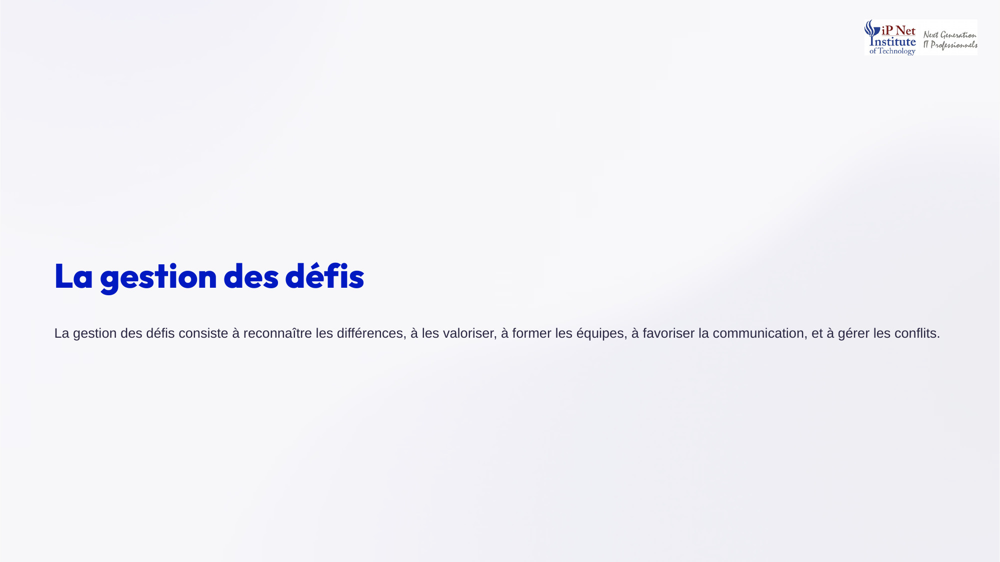 iP Net
Institute
of Technology
Next Generation
IT Professionnels
La gestion des défis
La gestion des défis consiste à reconnaître les différences, à les valoriser, à former les équipes, à favoriser la communication, et à gérer les conflits.